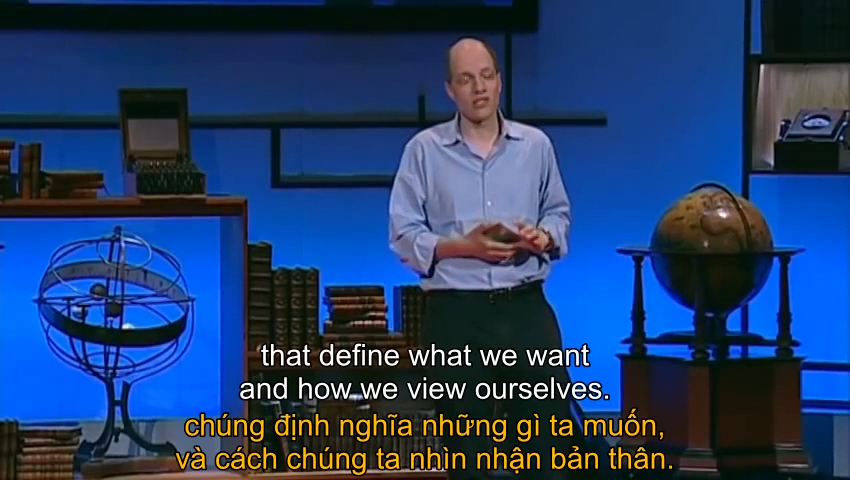 that define what we want
and how we view ourselves.
chúng định nghĩa những gì ta muốn,
và cách chúng ta nhìn nhận bản thân.